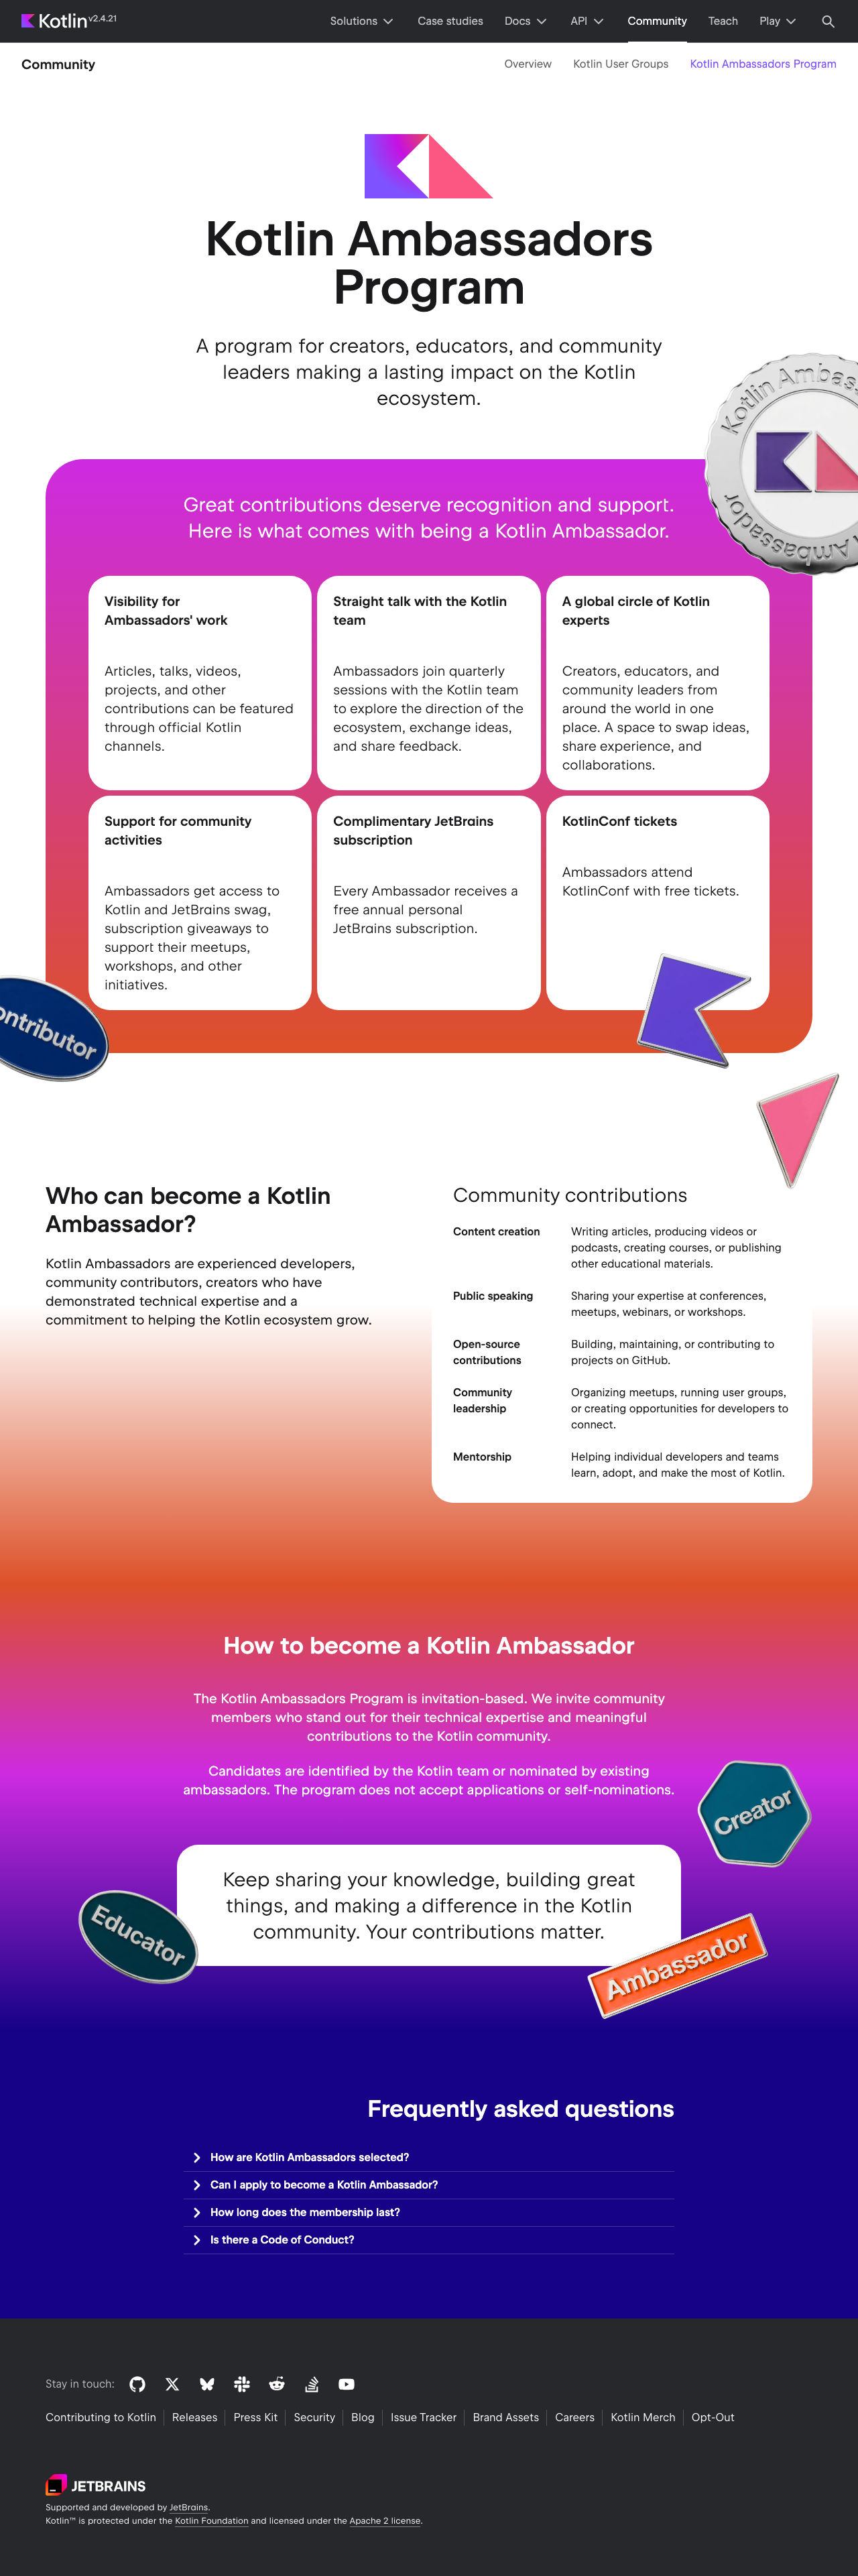 Kotlin v2.4.21
Solutions
Case studies
Docs
API
Community
Teach
Play
Community
Overview
Kotlin User Groups
Kotlin Ambassadors Program
Kotlin Ambassadors
Program
A program for creators, educators, and community
leaders making a lasting impact on the Kotlin
ecosystem.
Kotlin Ambas
Ambassador
Great contributions deserve recognition and support.
Here is what comes with being a Kotlin Ambassador.
Visibility for
Ambassadors' work
Articles, talks, videos,
projects, and other
contributions can be featured
through official Kotlin
channels.
Straight talk with the Kotlin
team
Ambassadors join quarterly
sessions with the Kotlin team
to explore the direction of the
ecosystem, exchange ideas,
and share feedback.
A global circle of Kotlin
experts
Creators, educators, and
community leaders from
around the world in one
place. A space to swap ideas,
share experience, and
collaborations.
Support for community
activities
Ambassadors get access to
Kotlin and JetBrains swag,
subscription giveaways to
support their meetups,
workshops, and other
initiatives.
Complimentary JetBrains
subscription
Every Ambassador receives a
free annual personal
JetBrains subscription.
KotlinConf tickets
Ambassadors attend
KotlinConf with free tickets.
ontributor
Who can become a Kotlin
Ambassador?
Kotlin Ambassadors are experienced developers,
community contributors, creators who have
demonstrated technical expertise and a
commitment to helping the Kotlin ecosystem grow.
Community contributions
Content creation
Writing articles, producing videos or
podcasts, creating courses, or publishing
other educational materials.
Public speaking
Sharing your expertise at conferences,
meetups, webinars, or workshops.
Open-source
contributions
Building, maintaining, or contributing to
projects on GitHub.
Community
leadership
Organizing meetups, running user groups,
or creating opportunities for developers to
connect.
Mentorship
Helping individual developers and teams
learn, adopt, and make the most of Kotlin.
How to become a Kotlin Ambassador
The Kotlin Ambassadors Program is invitation-based. We invite community
members who stand out for their technical expertise and meaningful
contributions to the Kotlin community.
Candidates are identified by the Kotlin team or nominated by existing
ambassadors. The program does not accept applications or self-nominations.
Creator
Keep sharing your knowledge, building great
things, and making a difference in the Kotlin
community. Your contributions matter.
Educator
Ambassador
Frequently asked questions
How are Kotlin Ambassadors selected?
Can I apply to become a Kotlin Ambassador?
How long does the membership last?
Is there a Code of Conduct?
Stay in touch:
Contributing to Kotlin
Releases
Press Kit
Security
Blog
Issue Tracker
Brand Assets
Careers
Kotlin Merch
Opt-Out
JETBRAINS
Supported and developed by JetBrains.
Kotlin™ is protected under the Kotlin Foundation and licensed under the Apache 2 license.